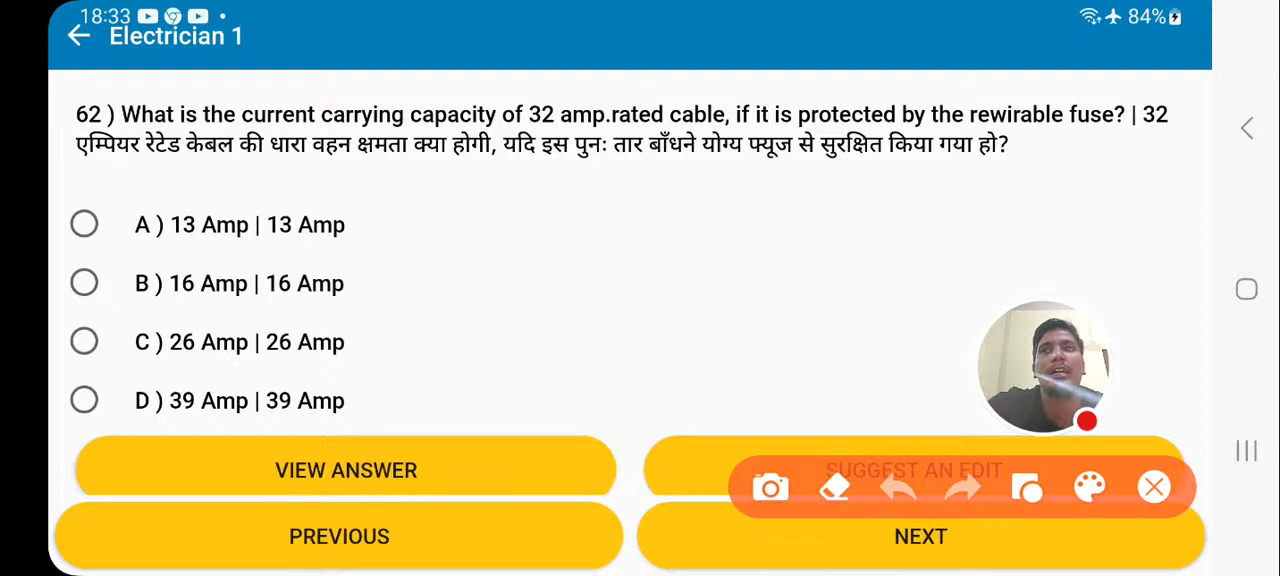 18:33
84%
Electrician 1
62 ) What is the current carrying capacity of 32 amp.rated cable, if it is protected by the rewirable fuse? | 32
एम्पियर रेटेड केबल की धारा वहन क्षमता क्या होगी, यदि इस पुनः तार बाँधने योग्य फ्यूज से सुरक्षित किया गया हो?
A ) 13 Amp | 13 Amp
B ) 16 Amp | 16 Amp
C ) 26 Amp | 26 Amp
D ) 39 Amp | 39 Amp
VIEW ANSWER
SUGGEST AN EDIT
PREVIOUS
NEXT